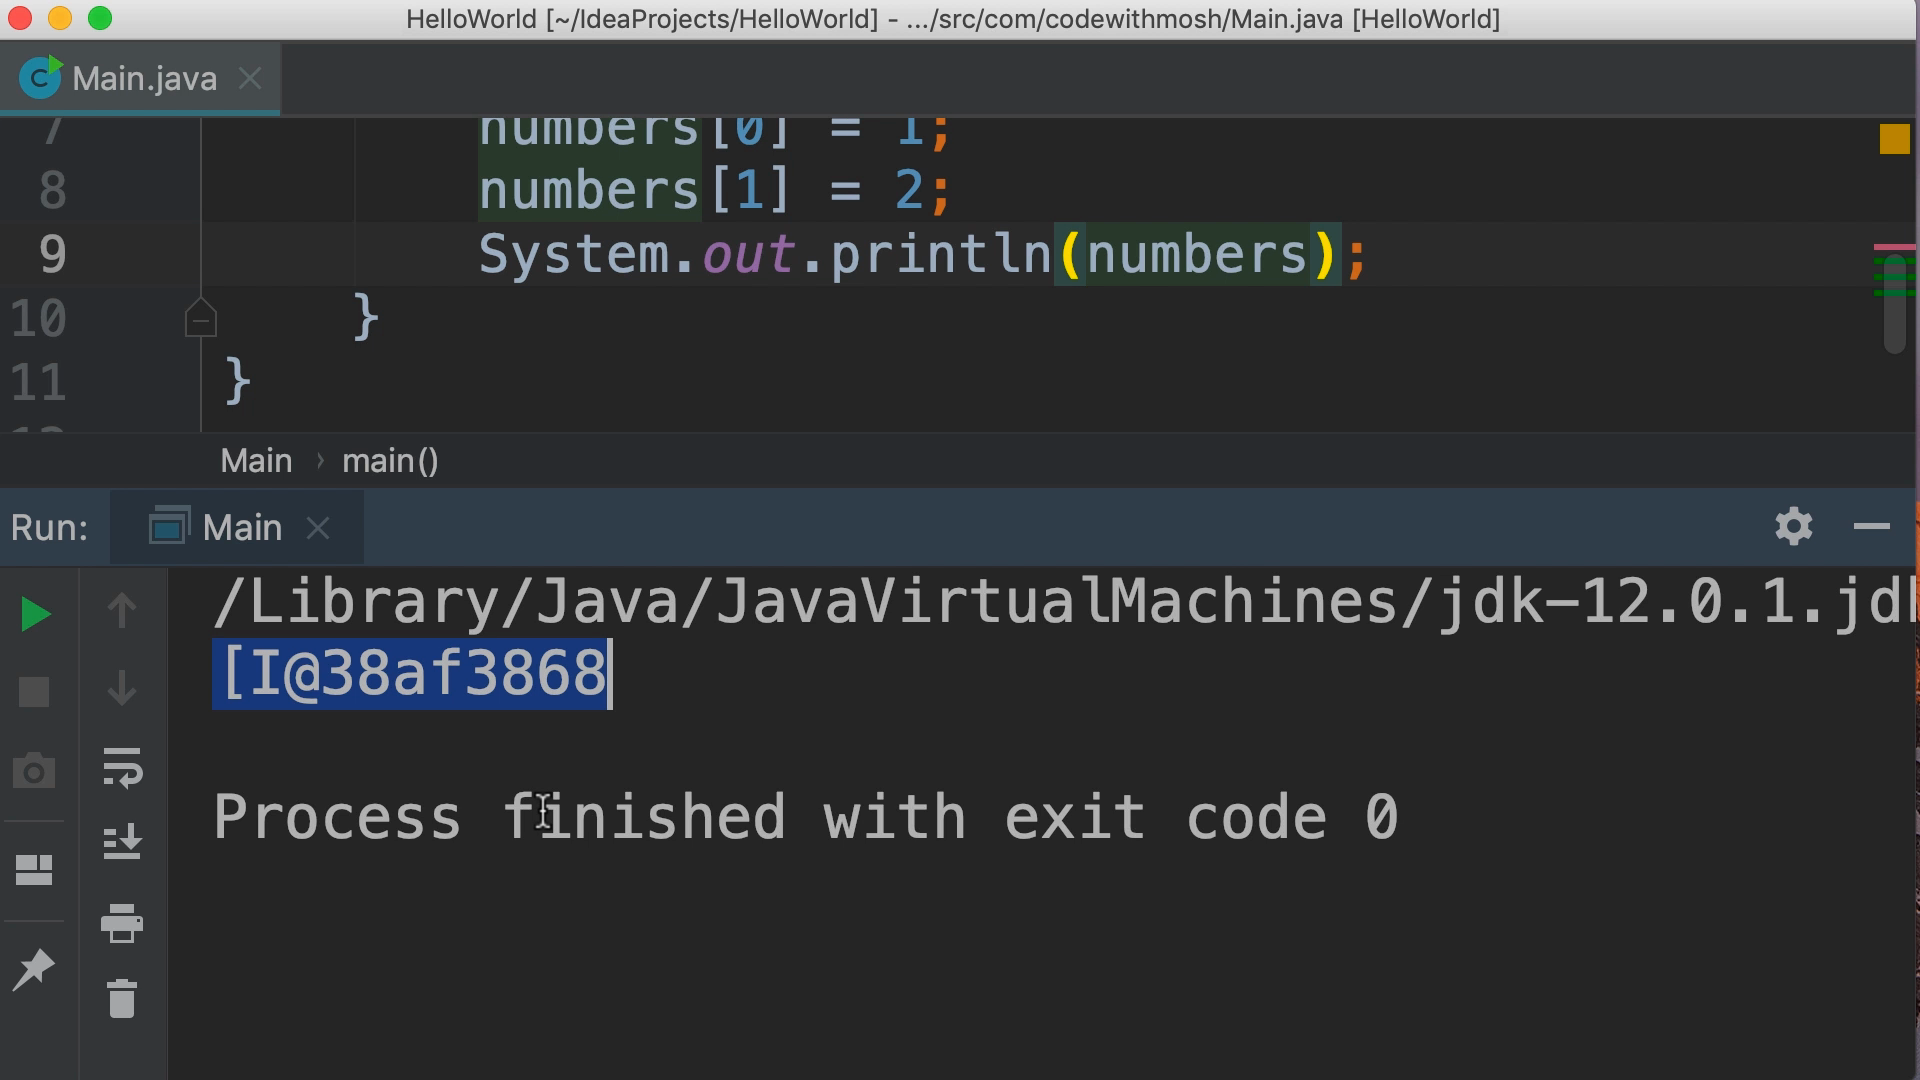 HelloWorld [~/IdeaProjects/HelloWorld] - .../src/com/codewithmosh/Main.java [HelloWorld]
Main.java
7 numbers[0] = 1;
8 numbers[1] = 2;
9 System.out.println(numbers);
10 }
11 }
Main › main()
Run: Main
/Library/Java/JavaVirtualMachines/jdk-12.0.1.jdk
[I@38af3868
Process finished with exit code 0